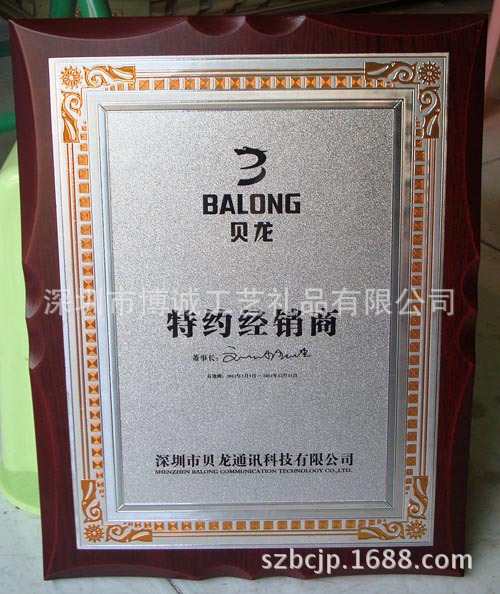 BALONG
贝龙
深圳市博诚工艺礼品有限公司
特约经销商
董事长:
深圳市贝龙通讯科技有限公司
SHENZHEN BALONG COMMUNICATION TECHNOLOGY CO.,LTD.
szbcjp.1688.com